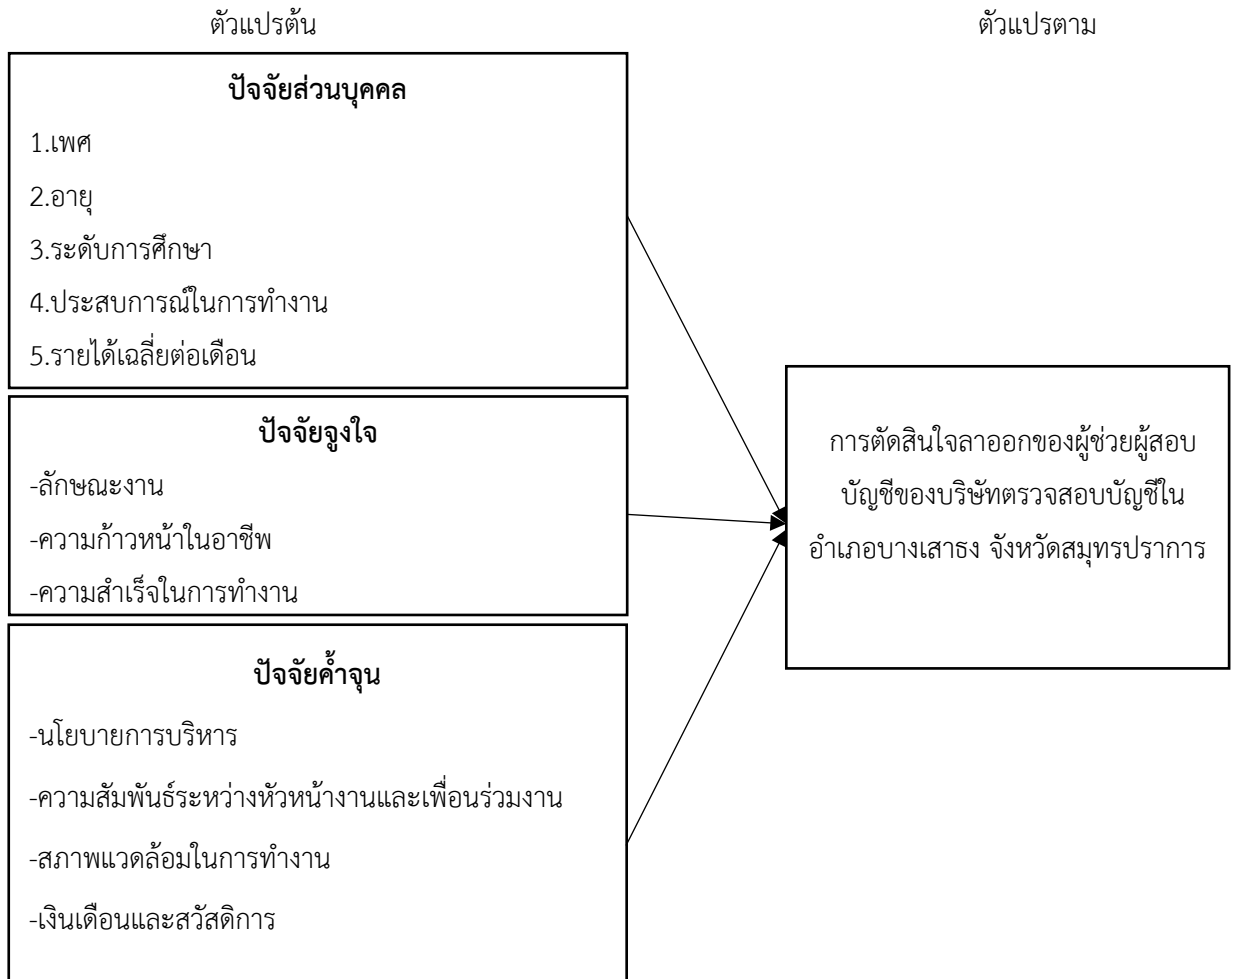 ตัวแปรต้น
ตัวแปรตาม
ปัจจัยส่วนบุคคล
1.เพศ
2.อายุ
3.ระดับการศึกษา
4.ประสบการณ์ในการทำงาน
5.รายได้เฉลี่ยต่อเดือน
ปัจจัยจูงใจ
-ลักษณะงาน
-ความก้าวหน้าในอาชีพ
-ความสำเร็จในการทำงาน
ปัจจัยค้ำจุน
-นโยบายการบริหาร
-ความสัมพันธ์ระหว่างหัวหน้างานและเพื่อนร่วมงาน
-สภาพแวดล้อมในการทำงาน
-เงินเดือนและสวัสดิการ
การตัดสินใจลาออกของผู้ช่วยผู้สอบ
บัญชีของบริษัทตรวจสอบบัญชีใน
อำเภอบางเสาธง จังหวัดสมุทรปราการ